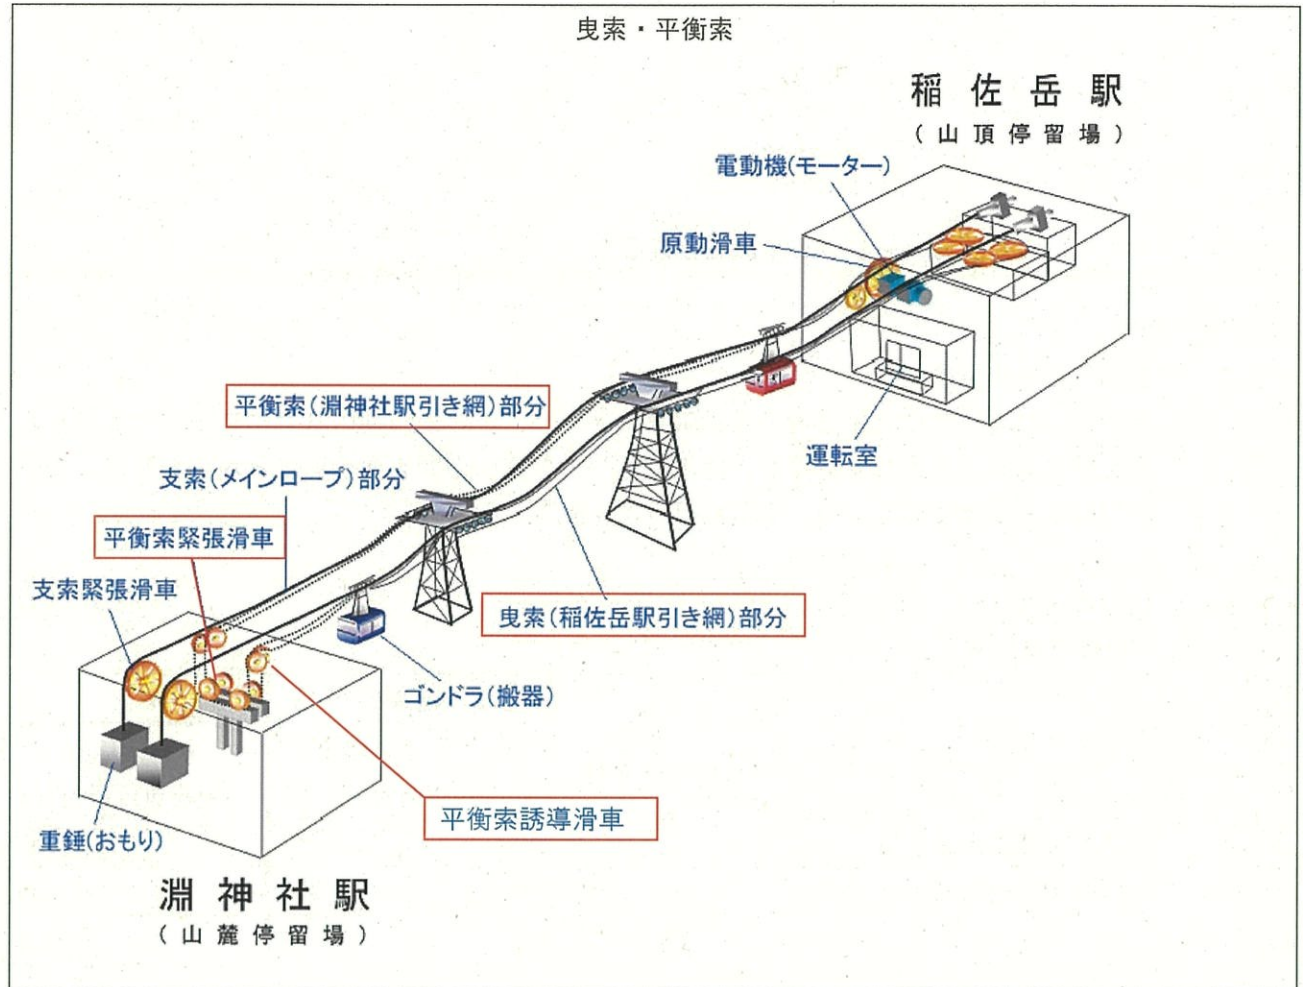 曳索・平衡索
稲佐岳駅
(山頂停留場)
電動機(モーター)
原動滑車
運転室
平衡索(淵神社駅引き網)部分
支索(メインロープ)部分
平衡索緊張滑車
支索緊張滑車
曳索(稲佐岳駅引き網)部分
ゴンドラ(搬器)
平衡索誘導滑車
重錘(おもり)
淵神社駅
(山麓停留場)